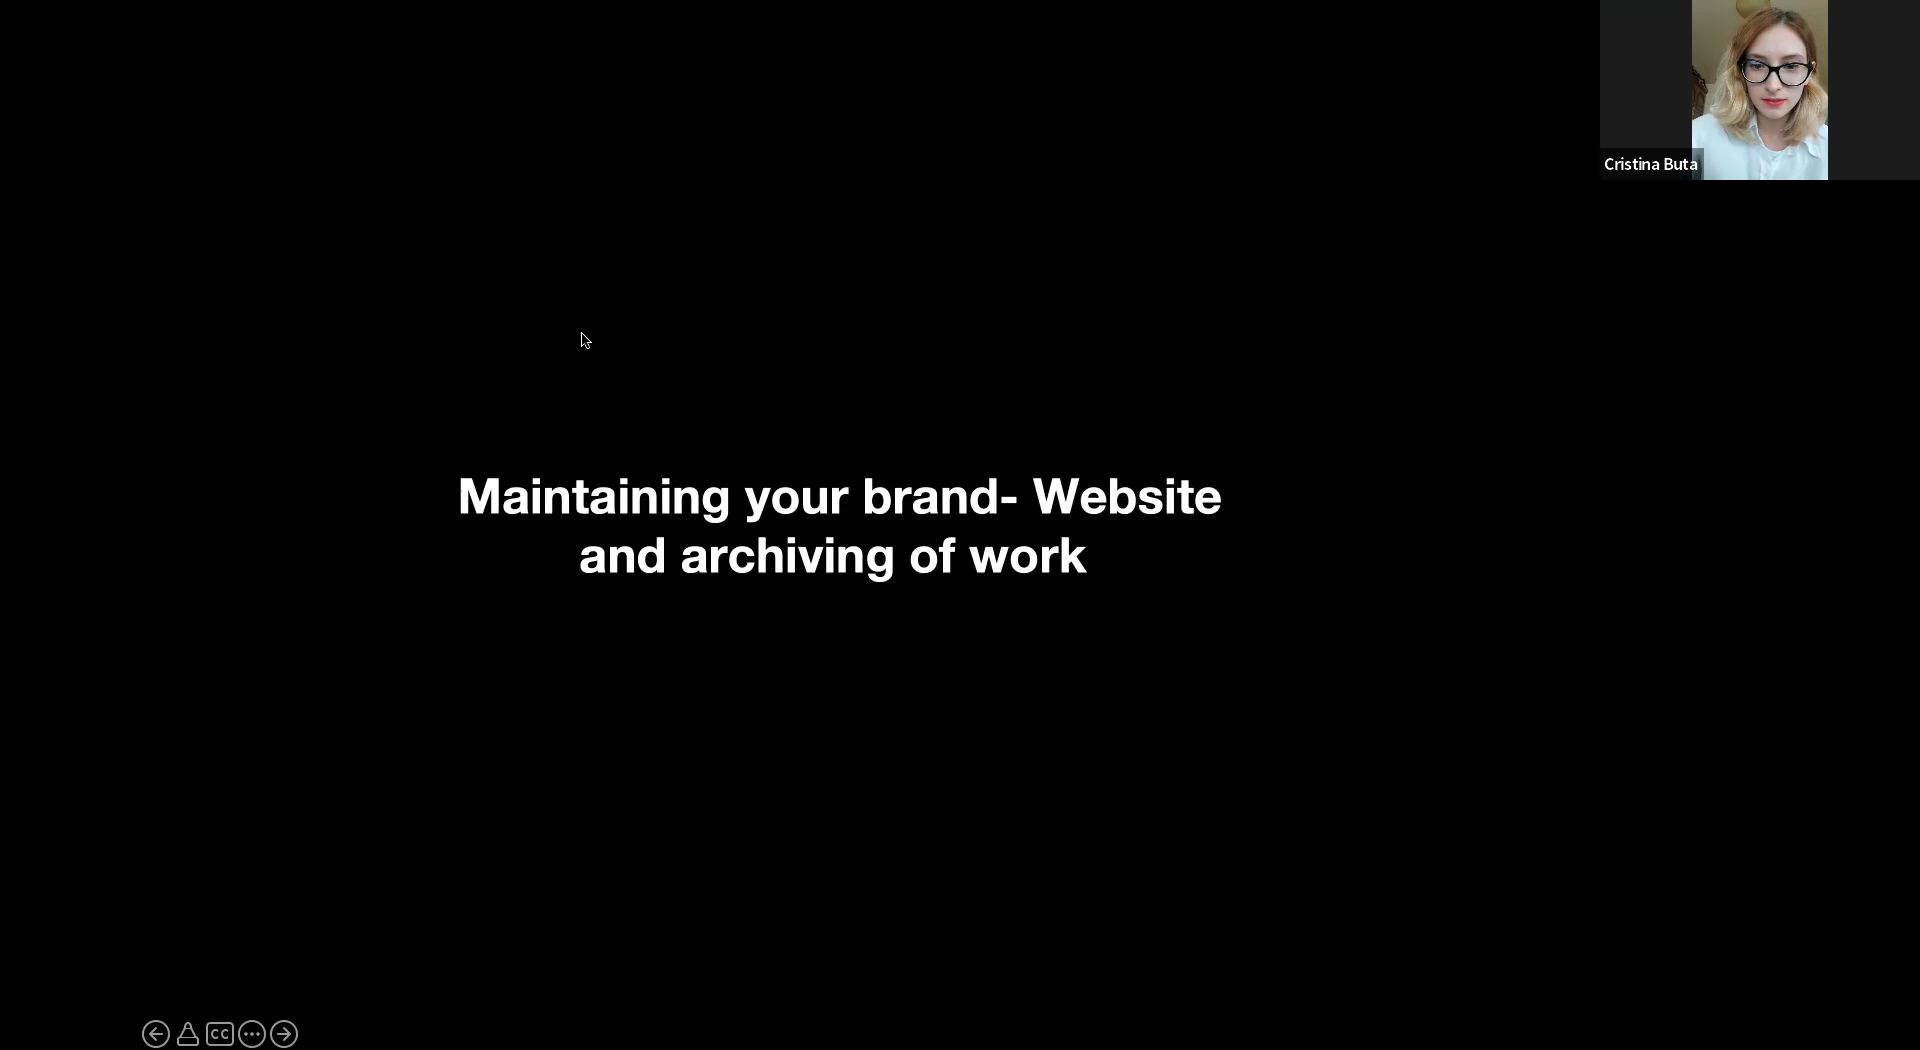 Cristina Buta
Maintaining your brand- Website
and archiving of work
CC